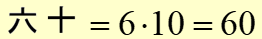 六十 = 6·10 = 60